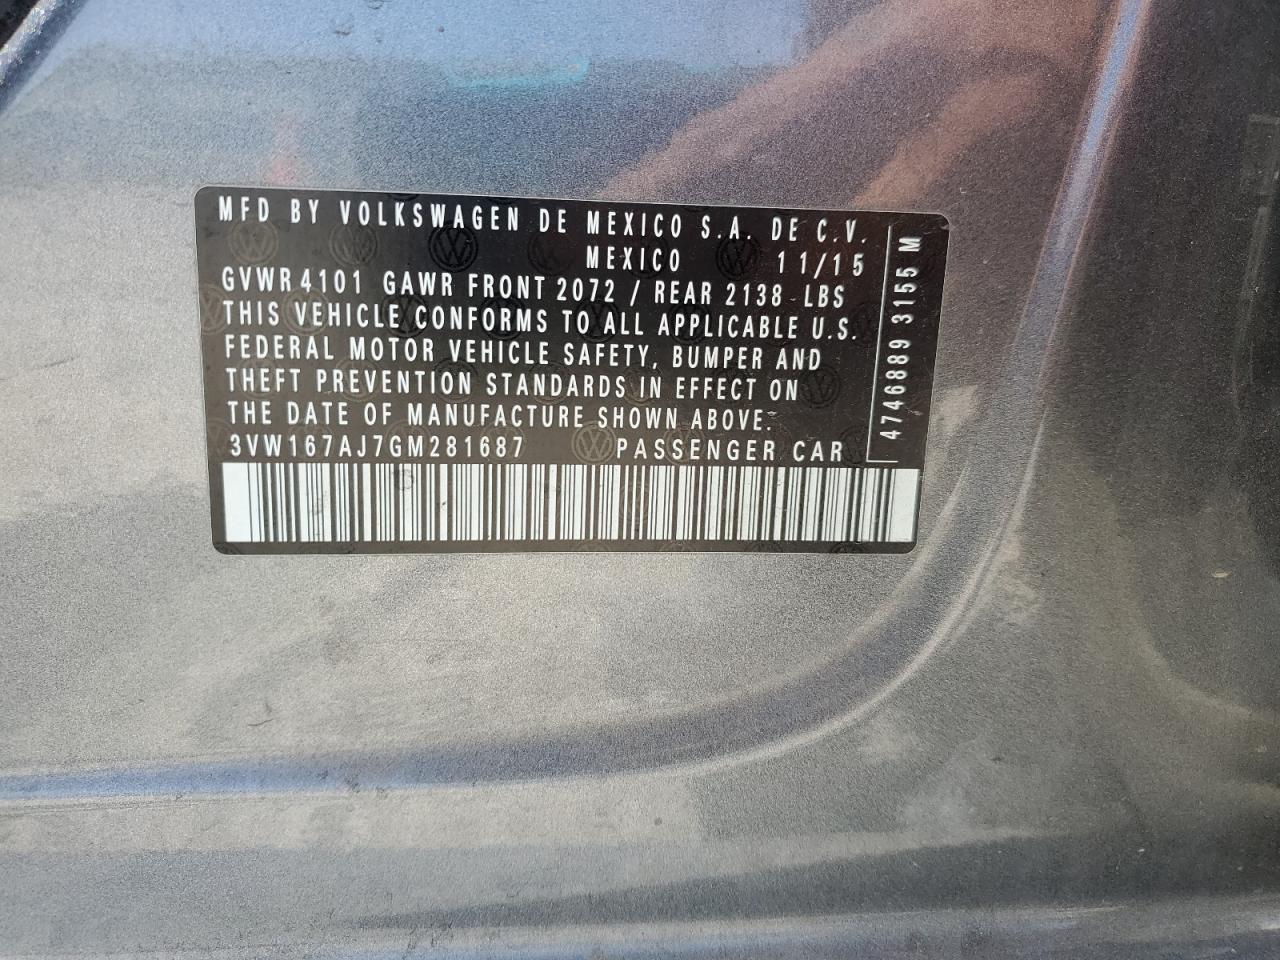 MFD BY VOLKSWAGEN DE MEXICO S.A. DE C.V.
MEXICO 11/15
GVWR 4101 GAWR FRONT 2072 / REAR 2138 LBS
THIS VEHICLE CONFORMS TO ALL APPLICABLE U.S.
FEDERAL MOTOR VEHICLE SAFETY, BUMPER AND
THEFT PREVENTION STANDARDS IN EFFECT ON
THE DATE OF MANUFACTURE SHOWN ABOVE.
3VW167AJ7GM281687 PASSENGER CAR
4746889 3155 M